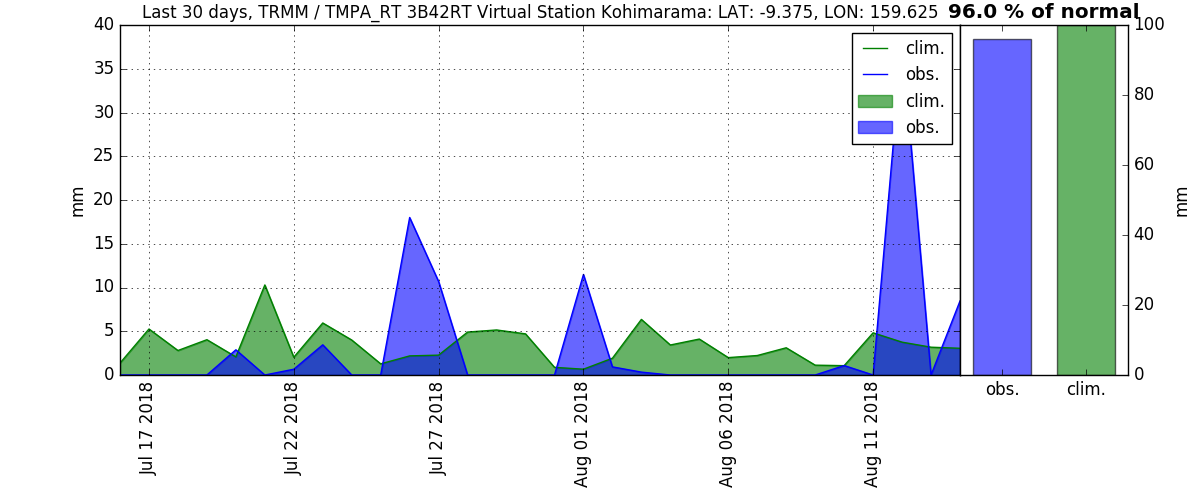 Last 30 days, TRMM / TMPA_RT 3B42RT Virtual Station Kohimarama: LAT: -9.375, LON: 159.625
96.0 % of normal
40
35
30
25
20
15
10
5
0
mm
clim.
obs.
clim.
obs.
Jul 17 2018
Jul 22 2018
Jul 27 2018
Aug 01 2018
Aug 06 2018
Aug 11 2018
100
80
60
40
20
0
mm
obs.
clim.